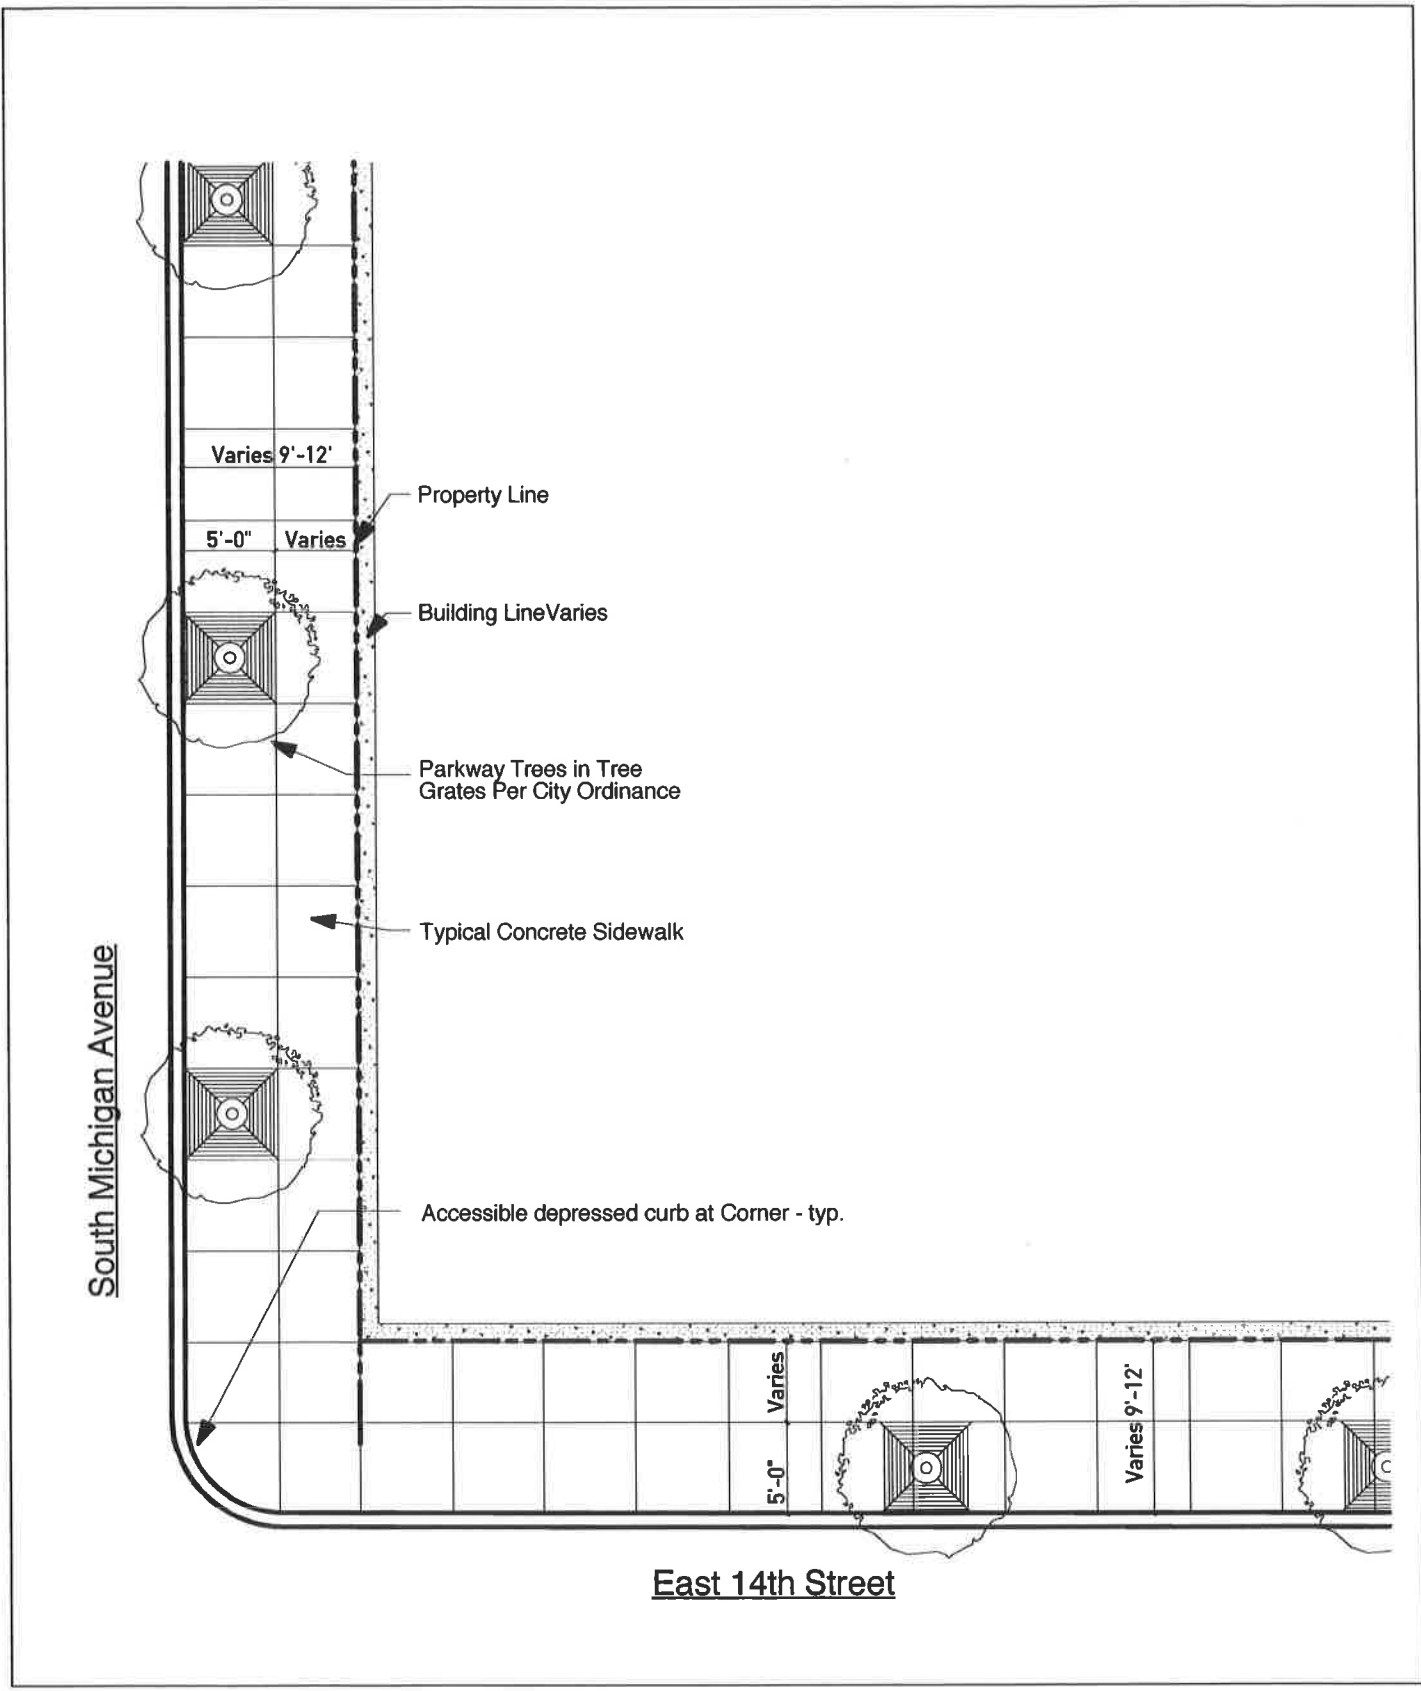 Varies 9'-12'
Property Line
5'-0" Varies
Building LineVaries
Parkway Trees in Tree
Grates Per City Ordinance
Typical Concrete Sidewalk
South Michigan Avenue
Accessible depressed curb at Corner - typ.
5'-0" Varies
Varies 9'-12'
East 14th Street